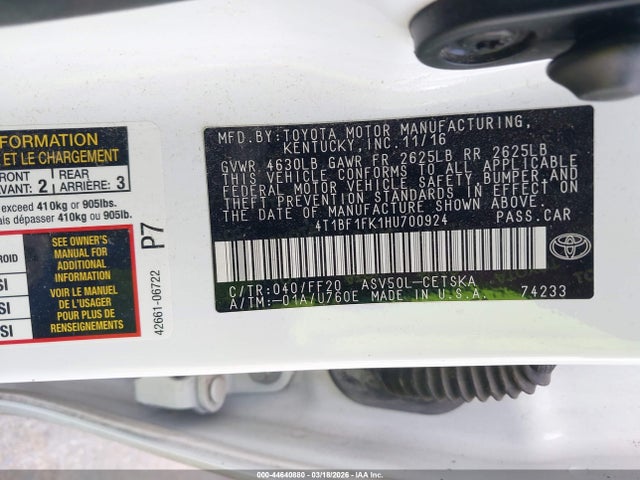 FORMATION
ET LE CHARGEMENT
FRONT
AVANT: 2
REAR
ARRIÈRE: 3
exceed 410kg or 905lbs.
dépasser 410kg ou 905lb.
SEE OWNER'S
MANUAL FOR
ADDITIONAL
INFORMATION
VOIR LE MANUEL
DE L'USAGER
POUR PLUS DE
RENSEIGNEMENTS
P7
42661-06722
MFD.BY:TOYOTA MOTOR MANUFACTURING,
KENTUCKY, INC. 11/16
GVWR 4630LB GAWR FR 2625LB RR 2625LB
THIS VEHICLE CONFORMS TO ALL APPLICABLE
FEDERAL MOTOR VEHICLE SAFETY, BUMPER, AND
THEFT PREVENTION STANDARDS IN EFFECT ON
THE DATE OF MANUFACTURE SHOWN ABOVE.
4T1BF1FK1HU700924 PASS.CAR
C/TR:040/FF20 ASV50L-CETSKA
A/TM:-01A/U760E MADE IN U.S.A. 74233
TOYOTA
000-44640880 - 03/18/2026 - Copyright © IAA, Inc.